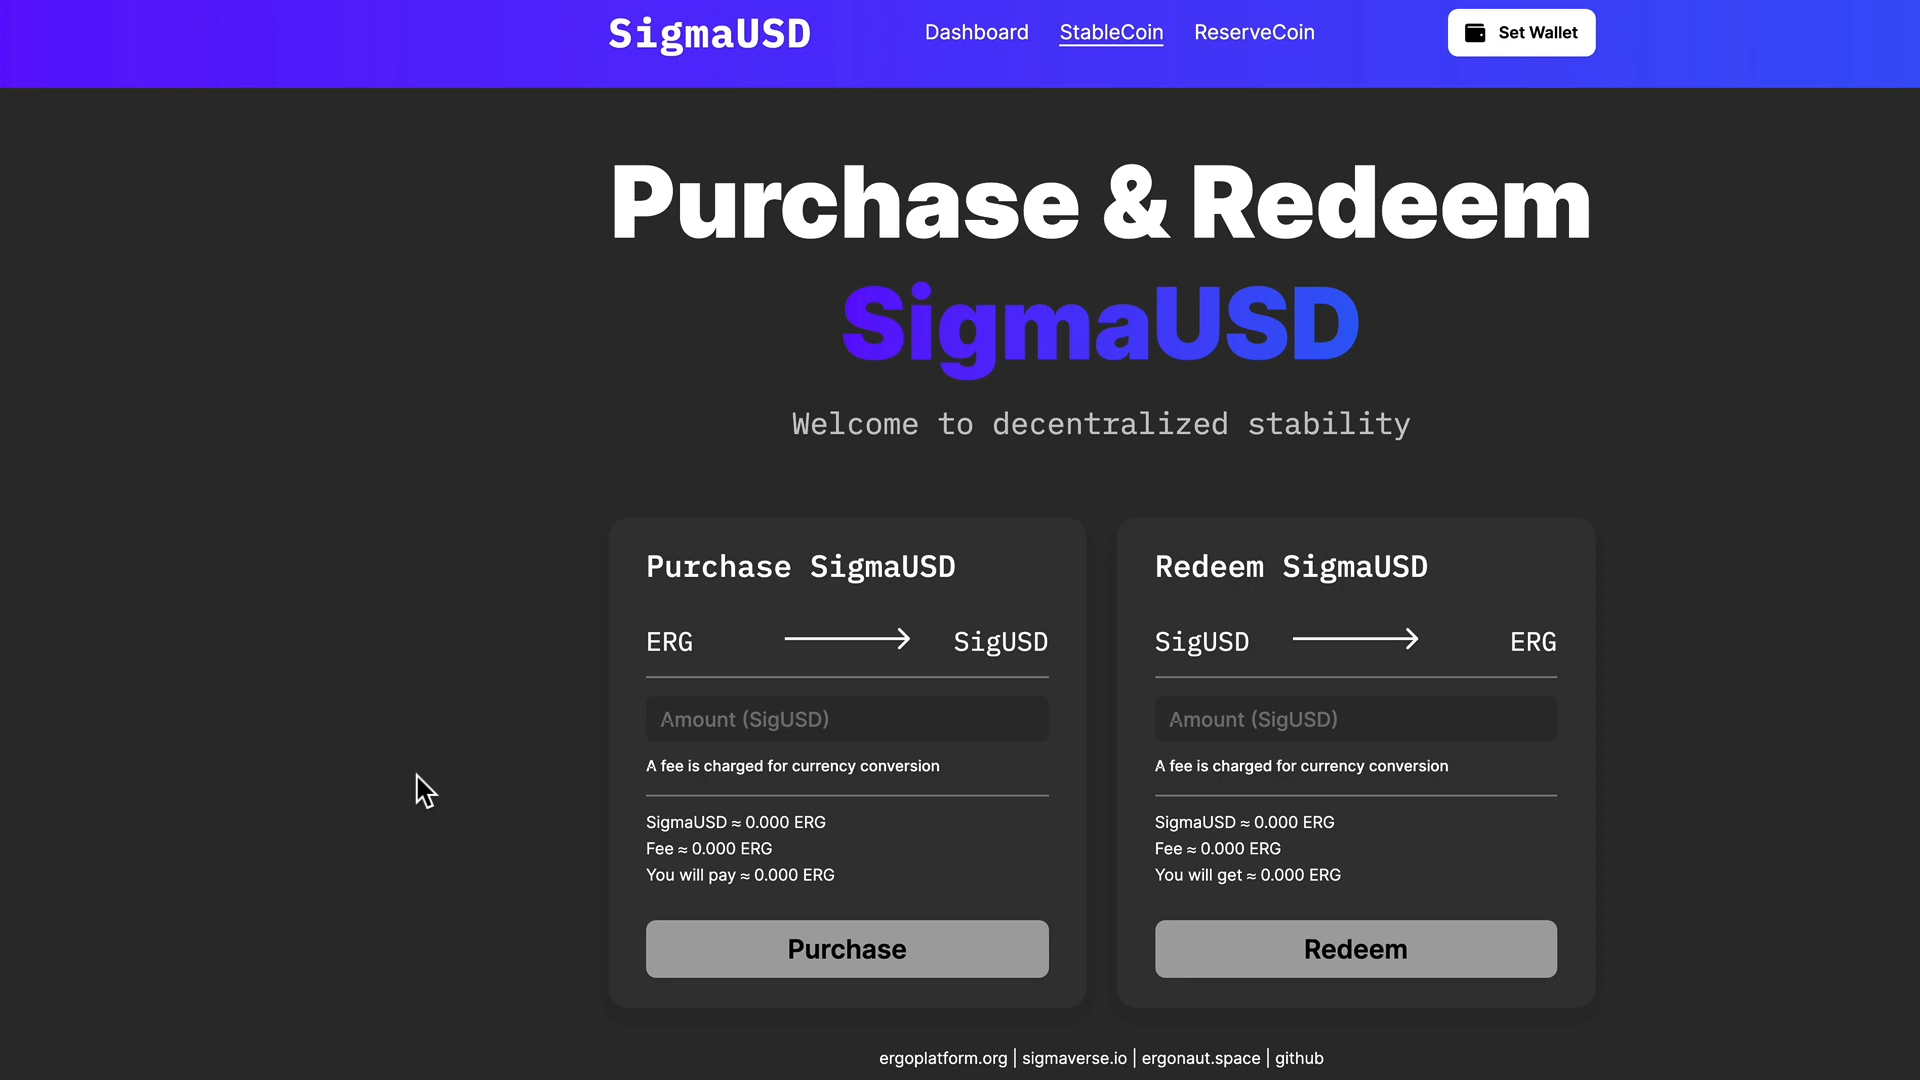 SigmaUSD
Dashboard
StableCoin
ReserveCoin
Set Wallet
Purchase & Redeem
SigmaUSD
Welcome to decentralized stability
Purchase SigmaUSD
ERG
SigUSD
Amount (SigUSD)
A fee is charged for currency conversion
SigmaUSD ≈ 0.000 ERG
Fee ≈ 0.000 ERG
You will pay ≈ 0.000 ERG
Purchase
Redeem SigmaUSD
SigUSD
ERG
Amount (SigUSD)
A fee is charged for currency conversion
SigmaUSD ≈ 0.000 ERG
Fee ≈ 0.000 ERG
You will get ≈ 0.000 ERG
Redeem
ergoplatform.org | sigmaverse.io | ergonaut.space | github